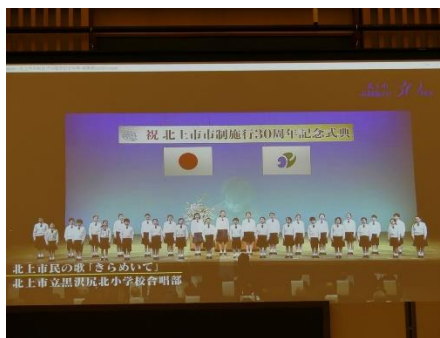 祝 北上市市制施行30周年記念式典
北上市民の歌「きらめいて」
北上市立黒沢尻北小学校合唱部